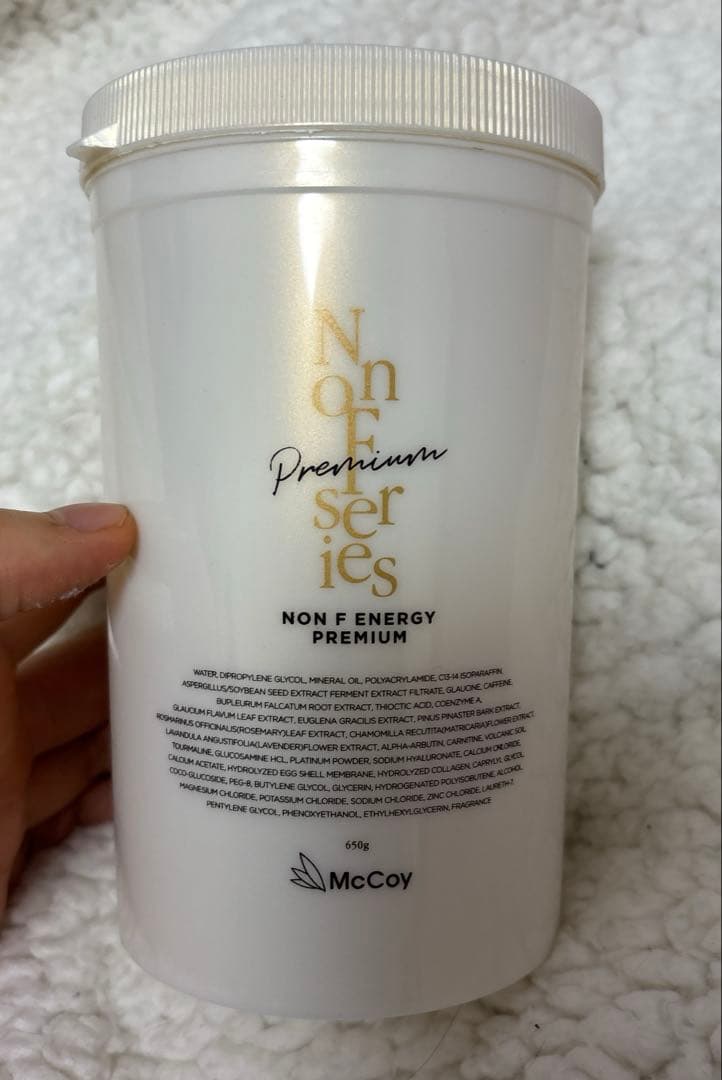 Non F series
Premium
NON F ENERGY
PREMIUM
WATER, DIPROPYLENE GLYCOL, MINERAL OIL, POLYACRYLAMIDE, C13-14 ISOPARAFFIN,
ASPERGILLUS/SOYBEAN SEED EXTRACT FERMENT EXTRACT FILTRATE, GLAUCINE, CAFFEINE,
BUPLEURUM FALCATUM ROOT EXTRACT, THIOCTIC ACID, COENZYME A,
GLAUCIUM FLAVUM LEAF EXTRACT, EUGLENA GRACILIS EXTRACT, PINUS PINASTER BARK EXTRACT,
ROSMARINUS OFFICINALIS(ROSEMARY)LEAF EXTRACT, CHAMOMILLA RECUTITA(MATRICARIA)FLOWER EXTRACT,
LAVANDULA ANGUSTIFOLIA(LAVENDER)FLOWER EXTRACT, ALPHA-ARBUTIN, CARNITINE, VOLCANIC SOIL,
TOURMALINE, GLUCOSAMINE HCL, PLATINUM POWDER, SODIUM HYALURONATE, CALCIUM CHLORIDE,
CALCIUM ACETATE, HYDROLYZED EGG SHELL MEMBRANE, HYDROLYZED COLLAGEN, CAPRYLYL GLYCOL,
COCO-GLUCOSIDE, PEG-8, BUTYLENE GLYCOL, GLYCERIN, HYDROGENATED POLYISOBUTENE, ALCOHOL,
MAGNESIUM CHLORIDE, POTASSIUM CHLORIDE, SODIUM CHLORIDE, ZINC CHLORIDE, LAURETH-7,
PENTYLENE GLYCOL, PHENOXYETHANOL, ETHYLHEXYLGLYCERIN, FRAGRANCE
650g
McCoy